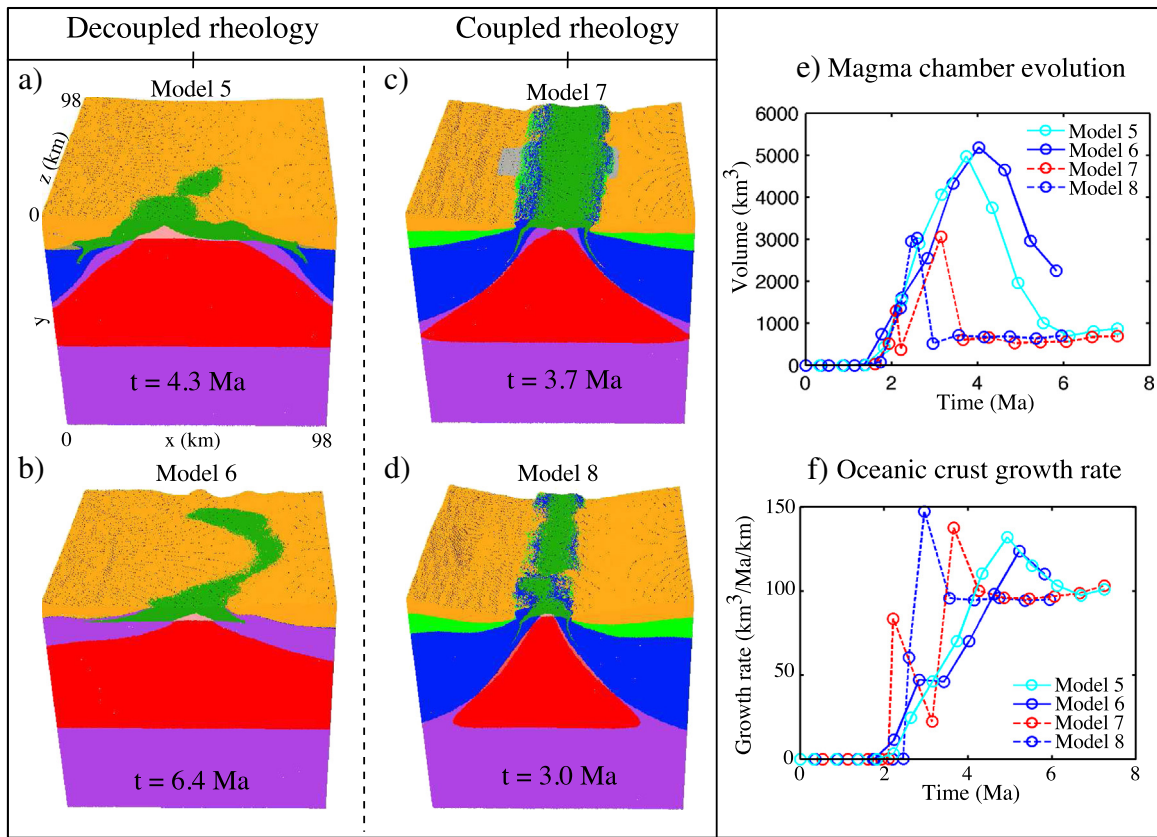 Decoupled rheology
Coupled rheology
a)
Model 5
98
z (km)
0
y
t = 4.3 Ma
0
x (km)
98
b)
Model 6
t = 6.4 Ma
c)
Model 7
t = 3.7 Ma
d)
Model 8
t = 3.0 Ma
e) Magma chamber evolution
6000
5000
4000
3000
2000
1000
0
Volume (km³)
Model 5
Model 6
Model 7
Model 8
0 2 4 6 8
Time (Ma)
f) Oceanic crust growth rate
150
100
50
0
Growth rate (km³/Ma/km)
Model 5
Model 6
Model 7
Model 8
0 2 4 6 8
Time (Ma)